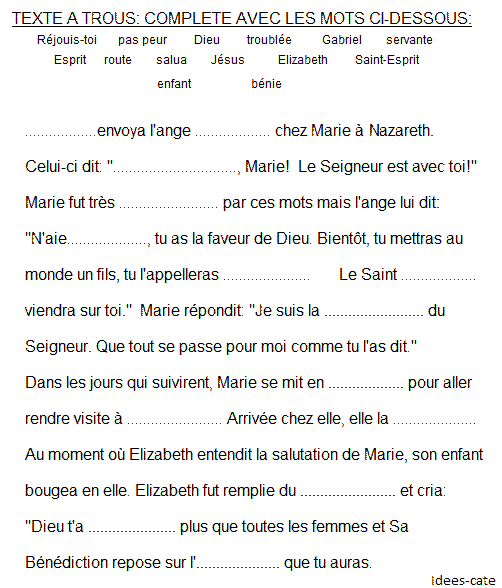 TEXTE A TROUS: COMPLETE AVEC LES MOTS CI-DESSOUS:
Réjouis-toi pas peur Dieu troublée Gabriel servante
Esprit route salua Jésus Elizabeth Saint-Esprit
enfant bénie
..................envoya l'ange ................... chez Marie à Nazareth.
Celui-ci dit: "..............................., Marie! Le Seigneur est avec toi!"
Marie fut très ......................... par ces mots mais l'ange lui dit:
"N'aie...................., tu as la faveur de Dieu. Bientôt, tu mettras au
monde un fils, tu l'appelleras ...................... Le Saint ...................
viendra sur toi." Marie répondit: "Je suis la ......................... du
Seigneur. Que tout se passe pour moi comme tu l'as dit."
Dans les jours qui suivirent, Marie se mit en ................... pour aller
rendre visite à ........................ Arrivée chez elle, elle la .....................
Au moment où Elizabeth entendit la salutation de Marie, son enfant
bougea en elle. Elizabeth fut remplie du ........................ et cria:
"Dieu t'a ...................... plus que toutes les femmes et Sa
Bénédiction repose sur l'..................... que tu auras.
Idees-cate